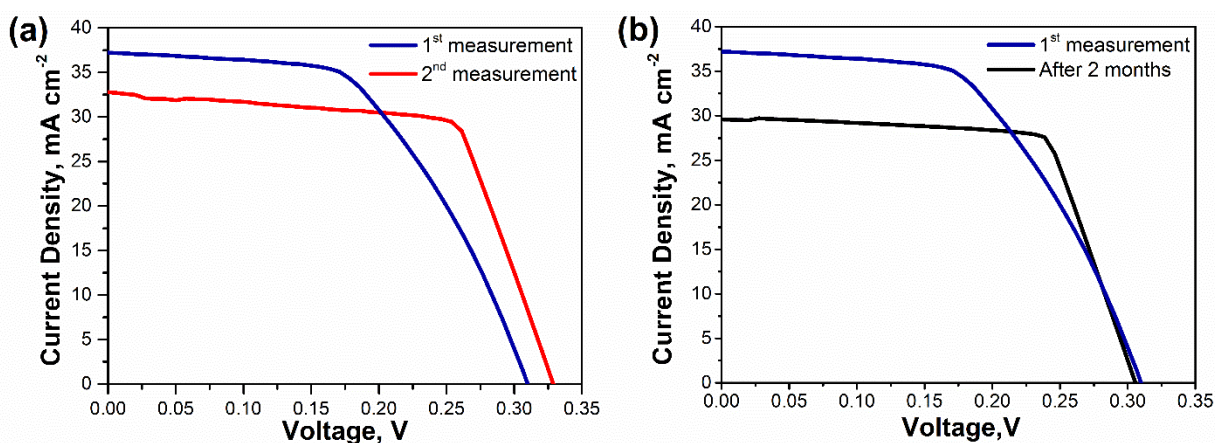 (a)
1st measurement
2nd measurement
Current Density, mA cm-2
40
35
30
25
20
15
10
5
0
0.00 0.05 0.10 0.15 0.20 0.25 0.30 0.35
Voltage, V
(b)
1st measurement
After 2 months
Current Density, mA cm-2
40
35
30
25
20
15
10
5
0
0.00 0.05 0.10 0.15 0.20 0.25 0.30 0.35
Voltage,V